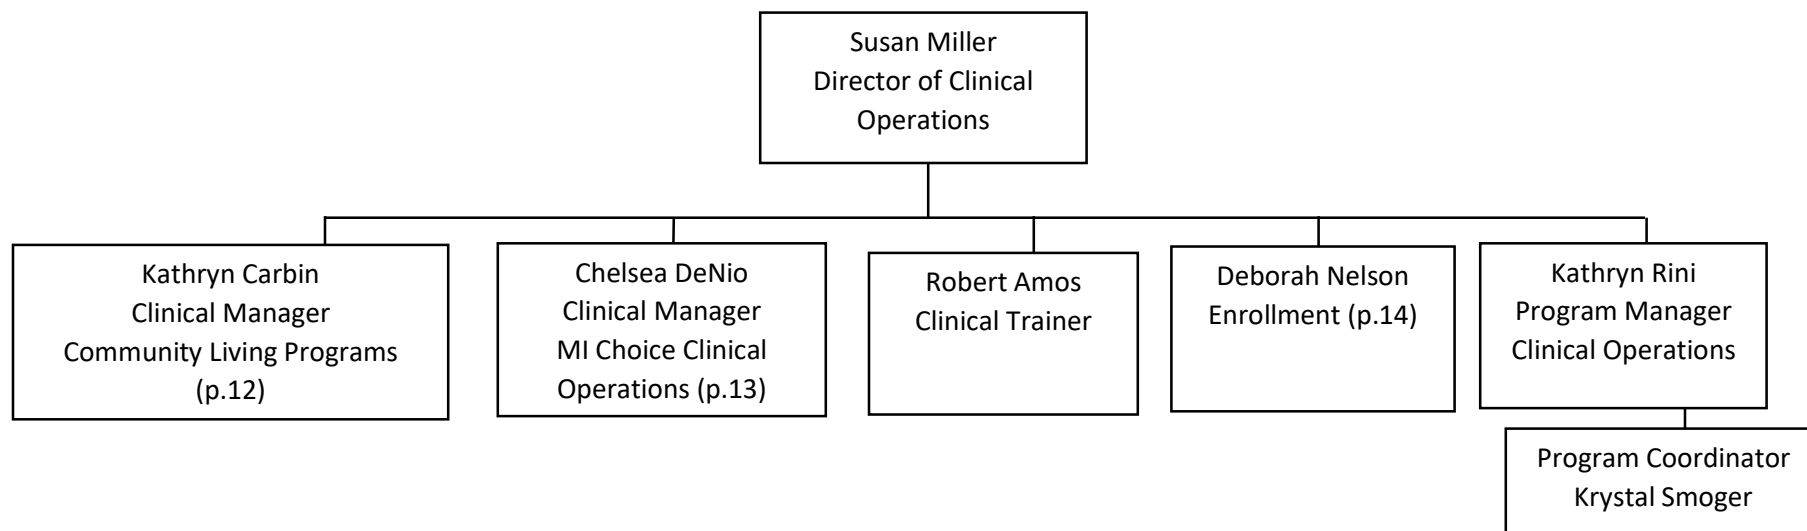 Susan Miller
Director of Clinical
Operations
Kathryn Carbin
Clinical Manager
Community Living Programs
(p.12)
Chelsea DeNio
Clinical Manager
MI Choice Clinical
Operations (p.13)
Robert Amos
Clinical Trainer
Deborah Nelson
Enrollment (p.14)
Kathryn Rini
Program Manager
Clinical Operations
Program Coordinator
Krystal Smoger